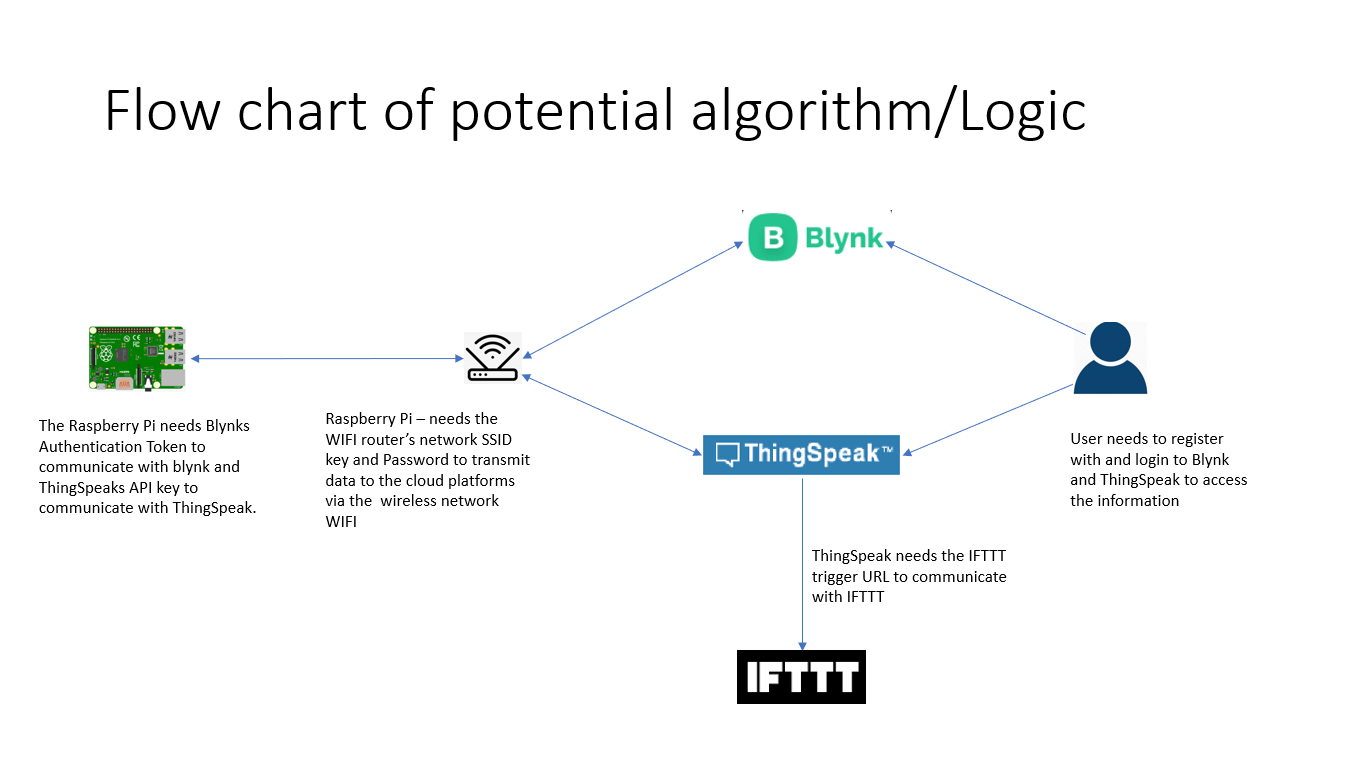 Flow chart of potential algorithm/Logic
B Blynk
The Raspberry Pi needs Blynks
Authentication Token to
communicate with blynk and
ThingSpeaks API key to
communicate with ThingSpeak.
Raspberry Pi – needs the
WIFI router’s network SSID
key and Password to transmit
data to the cloud platforms
via the  wireless network
WIFI
ThingSpeak™
User needs to register
with and login to Blynk
and ThingSpeak to access
the information
ThingSpeak needs the IFTTT
trigger URL to communicate
with IFTTT
IFTTT